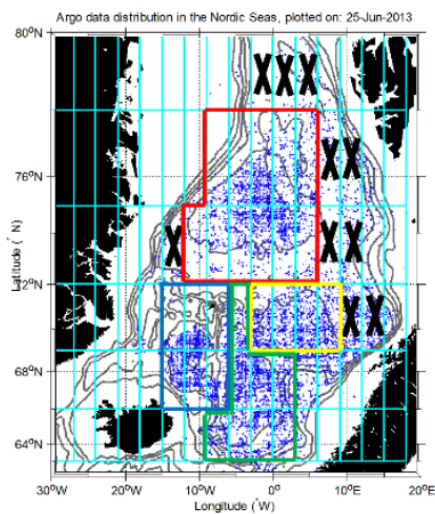 Argo data distribution in the Nordic Seas, plotted on: 25-Jun-2013
80°N
XXX
76°N
XX
X
XX
72°N
XX
68°N
64°N
30°W 20°W 10°W 0° 10°E 20°E
Longitude (°W)
Latitude (°N)